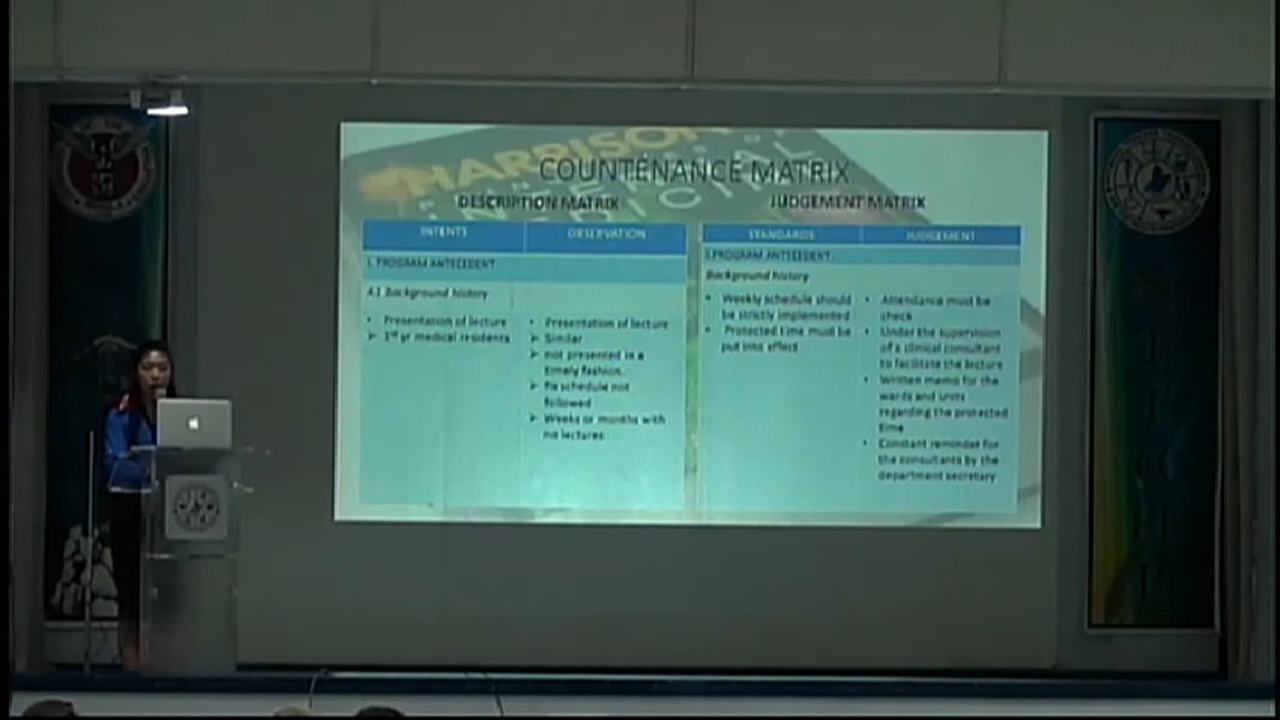 HARRISON
COUNTENANCE MATRIX
DESCRIPTION MATRIX
JUDGEMENT MATRIX
INTENTS
OBSERVATION
I. PROGRAM ANTECEDENT
A.1 Background history
• Presentation of lecture
➢ 1st yr medical residents
• Presentation of lecture
➢ Similar
➢ not presented in a
timely fashion.
➢ fix schedule not
followed
➢ Weeks or months with
no lectures
STANDARDS
JUDGEMENT
I.PROGRAM ANTECEDENT
Background history
• Weekly schedule should
be strictly implemented
• Protected time must be
put into effect
• Attendance must be
check
• Under the supervision
of a clinical consultant
to facilitate the lecture
• Written memo for the
wards and units
regarding the protected
time
• Constant reminder for
the consultants by the
department secretary